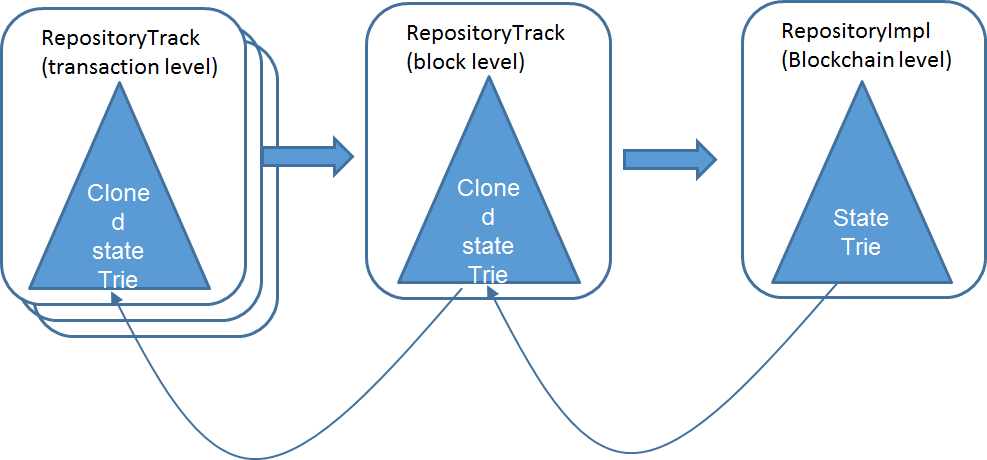 RepositoryTrack
(transaction level)
Clone
d
state
Trie
RepositoryTrack
(block level)
Clone
d
state
Trie
RepositoryImpl
(Blockchain level)
State
Trie